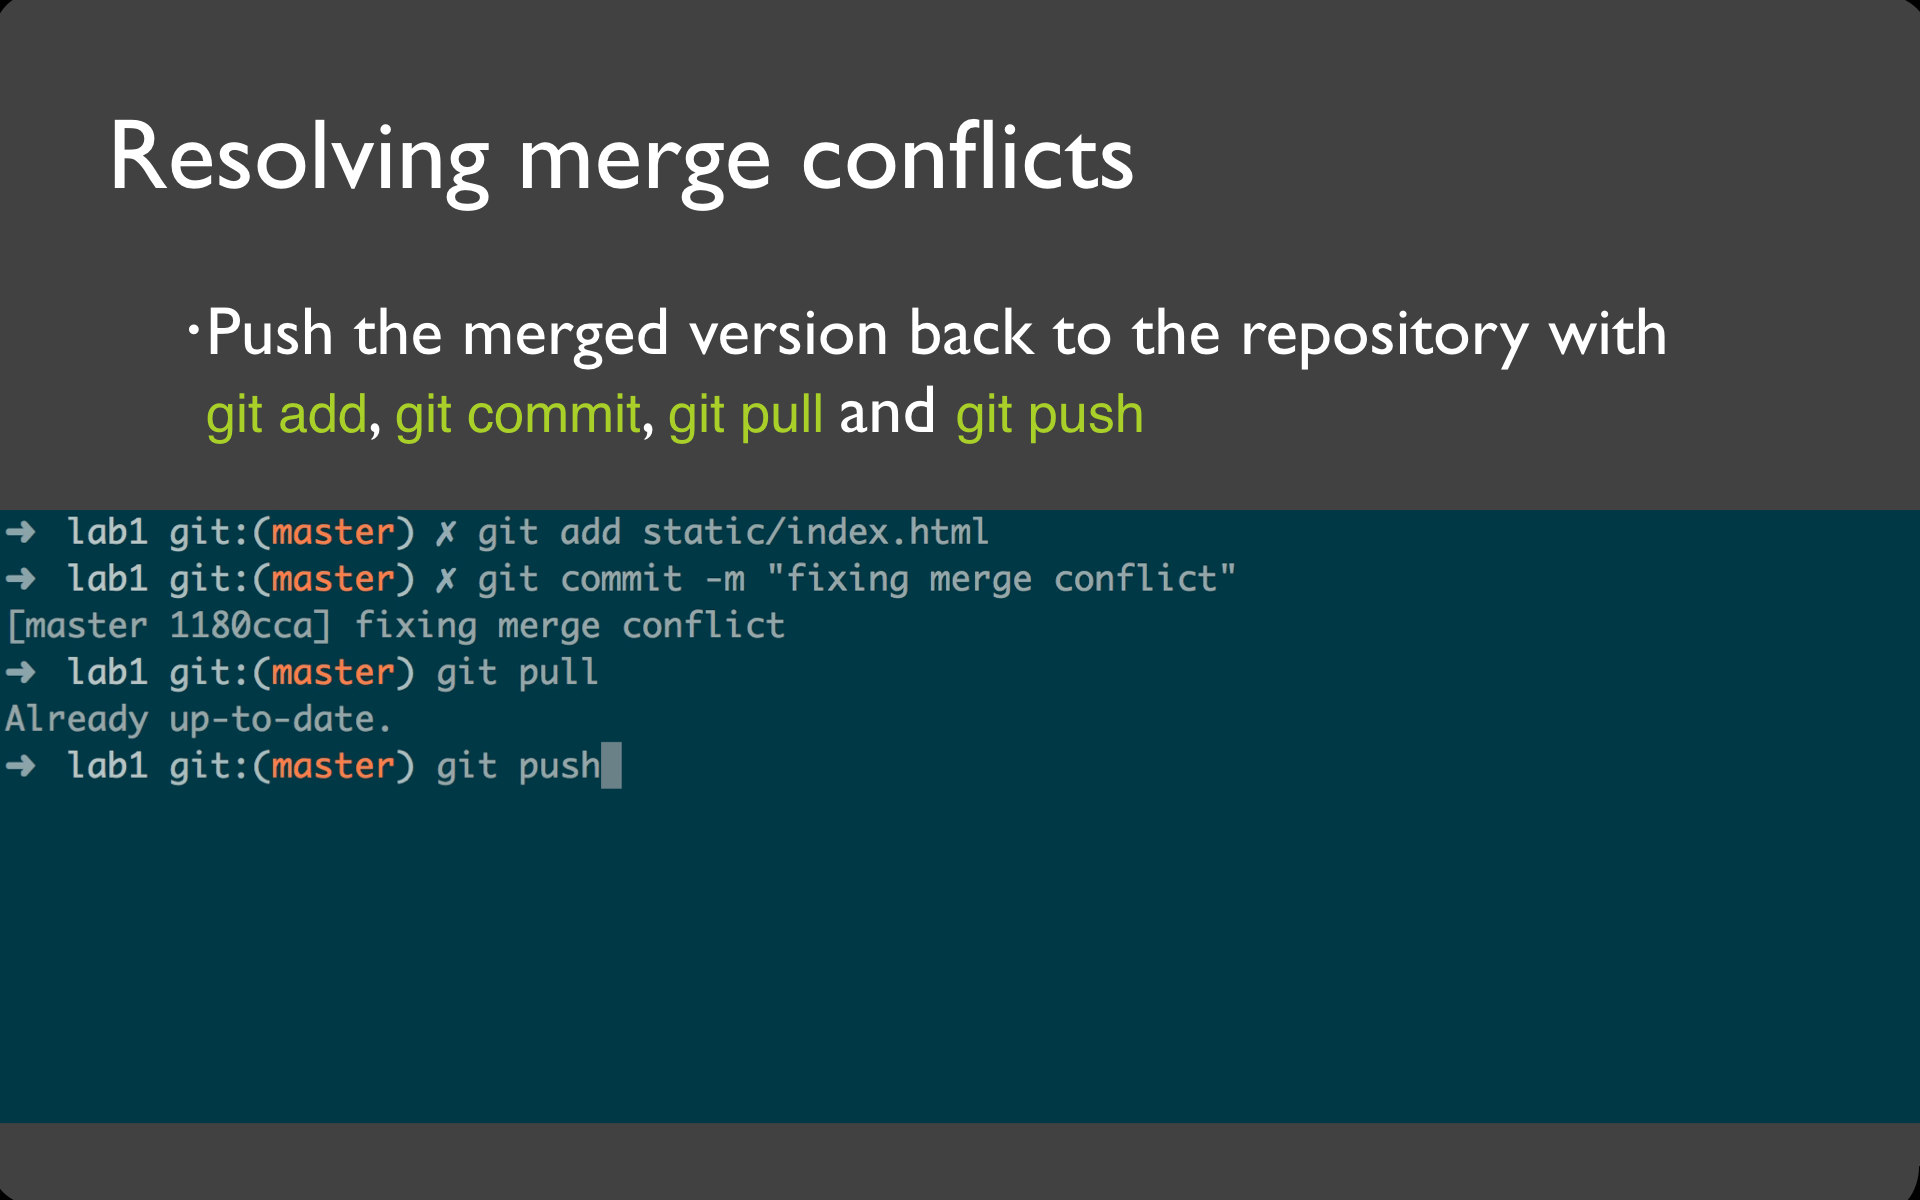 Resolving merge conflicts
•Push the merged version back to the repository with
git add, git commit, git pull and git push
➜ lab1 git:(master) ✗ git add static/index.html
➜ lab1 git:(master) ✗ git commit -m "fixing merge conflict"
[master 1180cca] fixing merge conflict
➜ lab1 git:(master) git pull
Already up-to-date.
➜ lab1 git:(master) git push